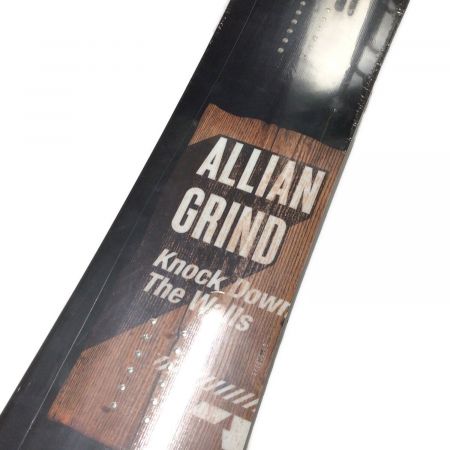 ALLIAN
GRIND
Knock Down
The Walls